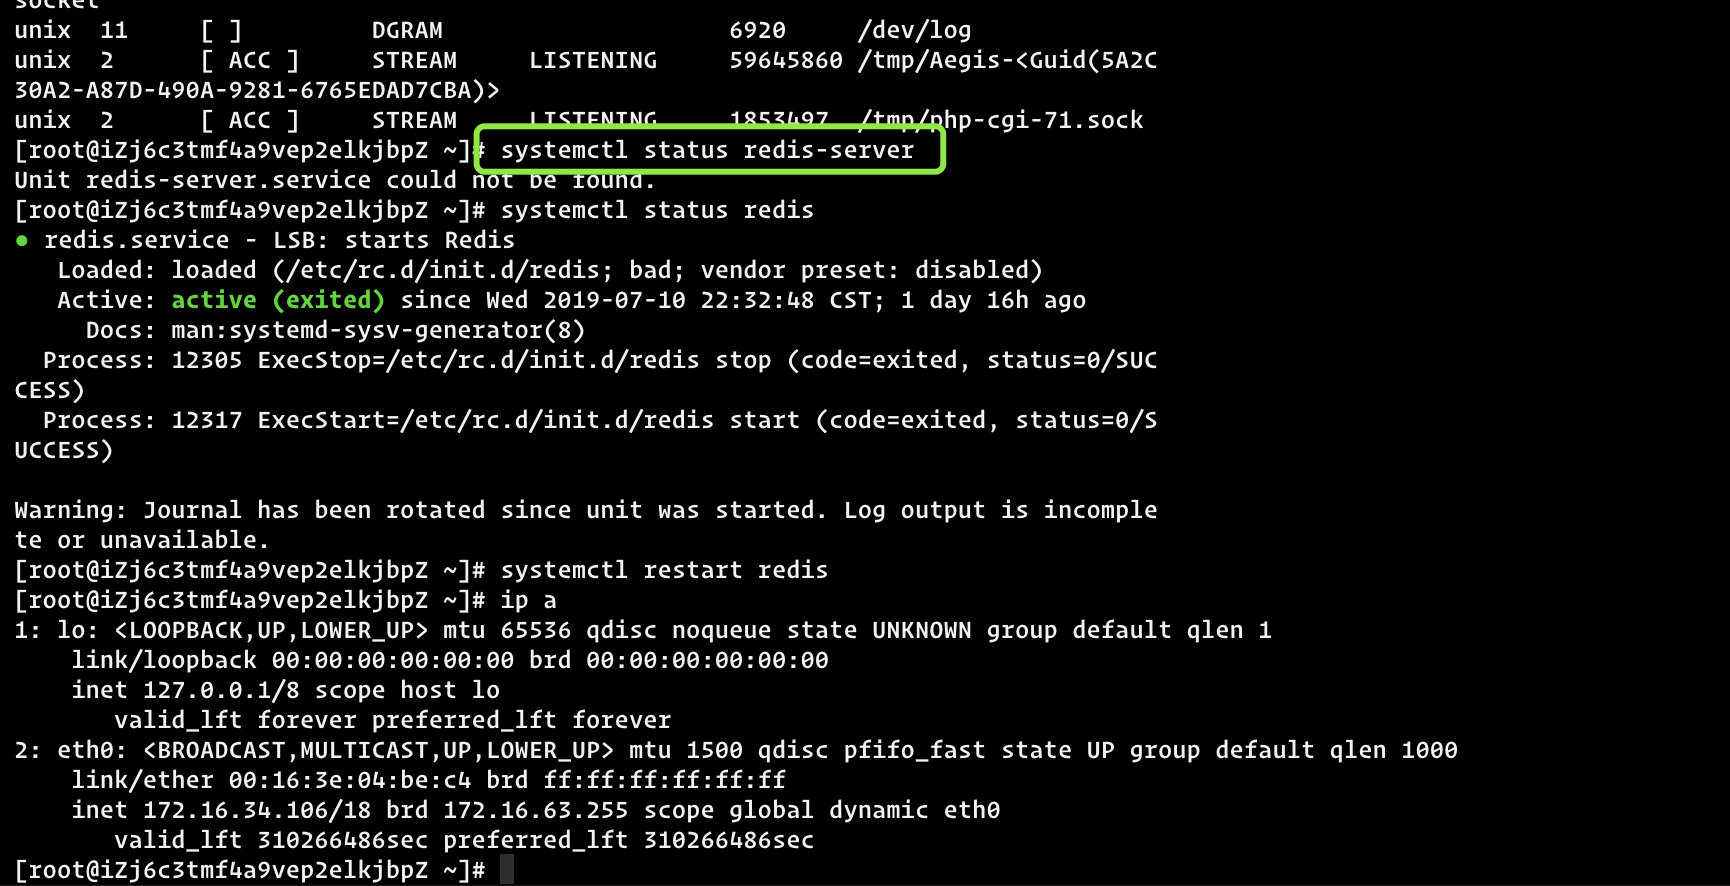 socket
unix  11     [ ]         DGRAM                    6920     /dev/log
unix  2      [ ACC ]     STREAM     LISTENING     59645860 /tmp/Aegis-<Guid(5A2C
30A2-A87D-490A-9281-6765EDAD7CBA)>
unix  2      [ ACC ]     STREAM     LISTENING     1853497  /tmp/php-cgi-71.sock
[root@iZj6c3tmf4a9vep2elkjbpZ ~]# systemctl status redis-server
Unit redis-server.service could not be found.
[root@iZj6c3tmf4a9vep2elkjbpZ ~]# systemctl status redis
● redis.service - LSB: starts Redis
   Loaded: loaded (/etc/rc.d/init.d/redis; bad; vendor preset: disabled)
   Active: active (exited) since Wed 2019-07-10 22:32:48 CST; 1 day 16h ago
     Docs: man:systemd-sysv-generator(8)
  Process: 12305 ExecStop=/etc/rc.d/init.d/redis stop (code=exited, status=0/SUC
CESS)
  Process: 12317 ExecStart=/etc/rc.d/init.d/redis start (code=exited, status=0/S
UCCESS)

Warning: Journal has been rotated since unit was started. Log output is incomple
te or unavailable.
[root@iZj6c3tmf4a9vep2elkjbpZ ~]# systemctl restart redis
[root@iZj6c3tmf4a9vep2elkjbpZ ~]# ip a
1: lo: <LOOPBACK,UP,LOWER_UP> mtu 65536 qdisc noqueue state UNKNOWN group default qlen 1
    link/loopback 00:00:00:00:00:00 brd 00:00:00:00:00:00
    inet 127.0.0.1/8 scope host lo
       valid_lft forever preferred_lft forever
2: eth0: <BROADCAST,MULTICAST,UP,LOWER_UP> mtu 1500 qdisc pfifo_fast state UP group default qlen 1000
    link/ether 00:16:3e:04:be:c4 brd ff:ff:ff:ff:ff:ff
    inet 172.16.34.106/18 brd 172.16.63.255 scope global dynamic eth0
       valid_lft 310266486sec preferred_lft 310266486sec
[root@iZj6c3tmf4a9vep2elkjbpZ ~]#